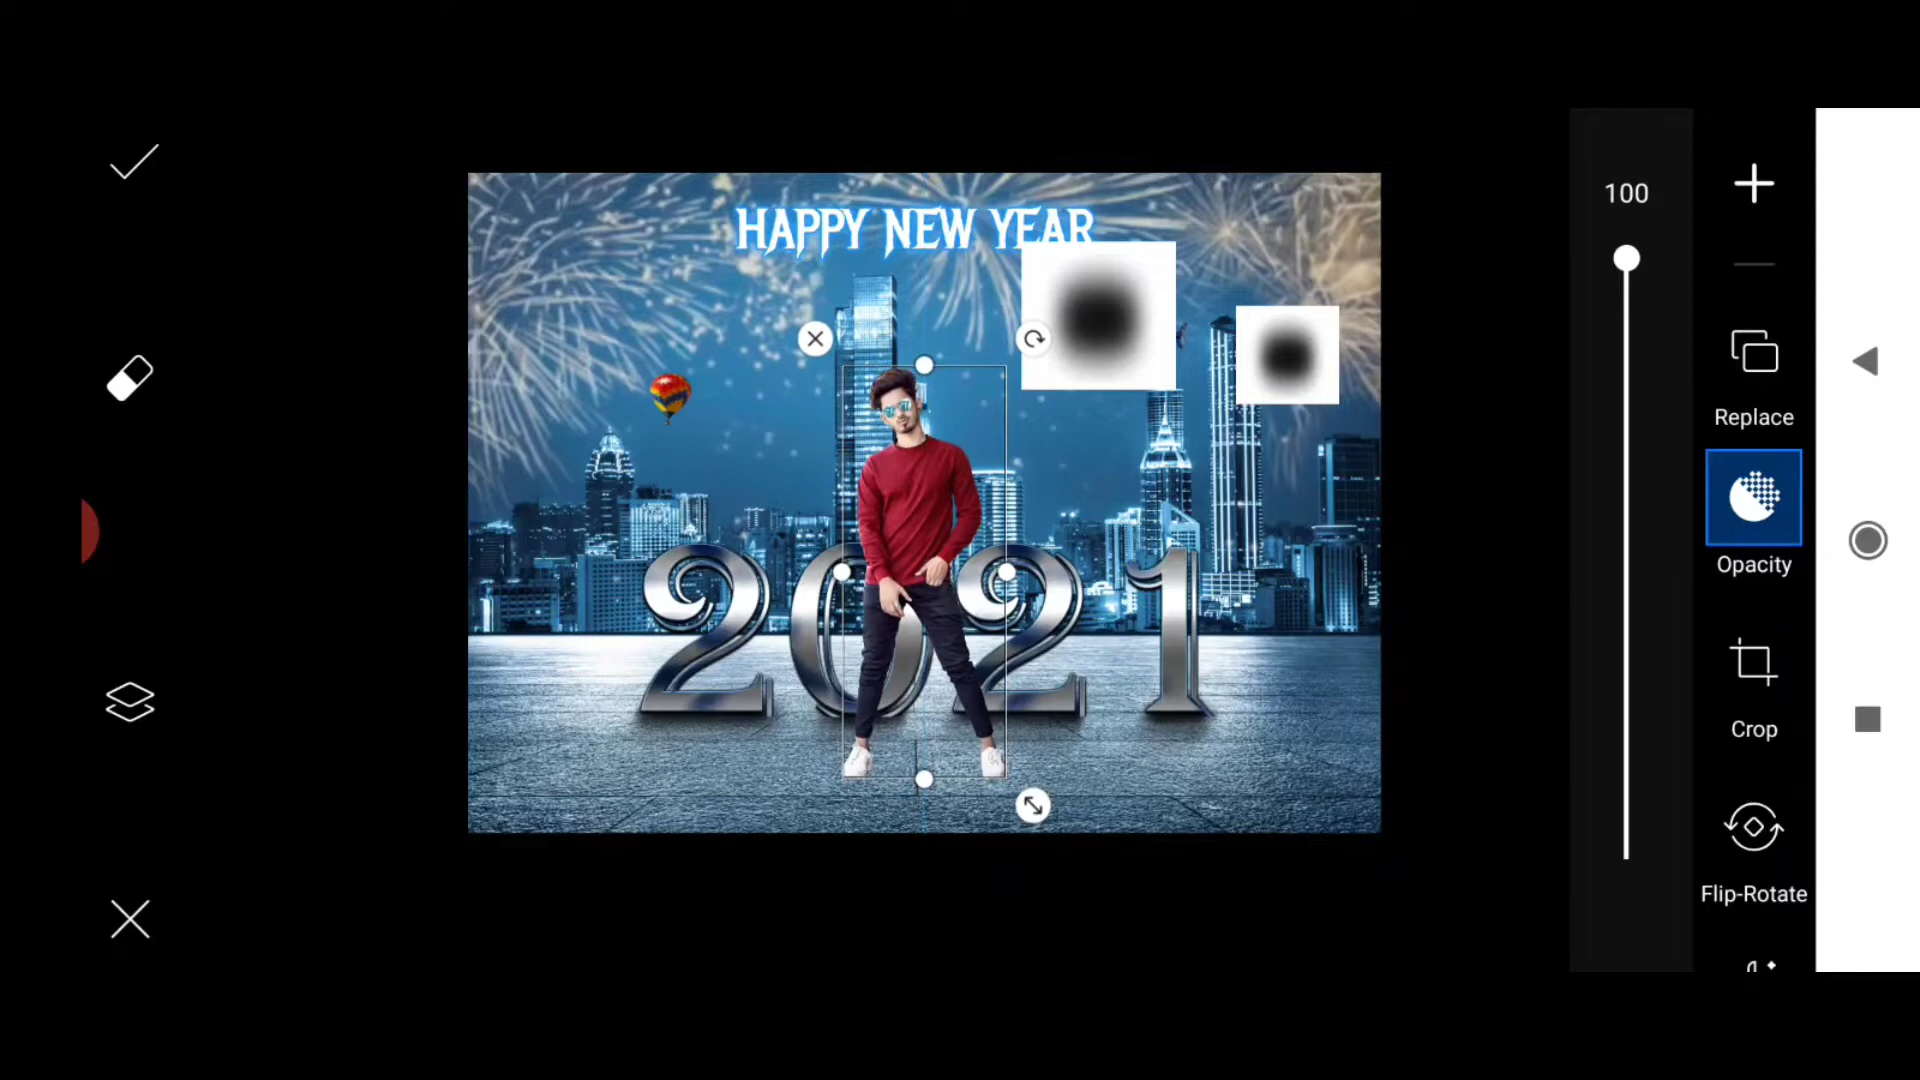 HAPPY NEW YEAR
2021
100
Replace
Opacity
Crop
Flip-Rotate